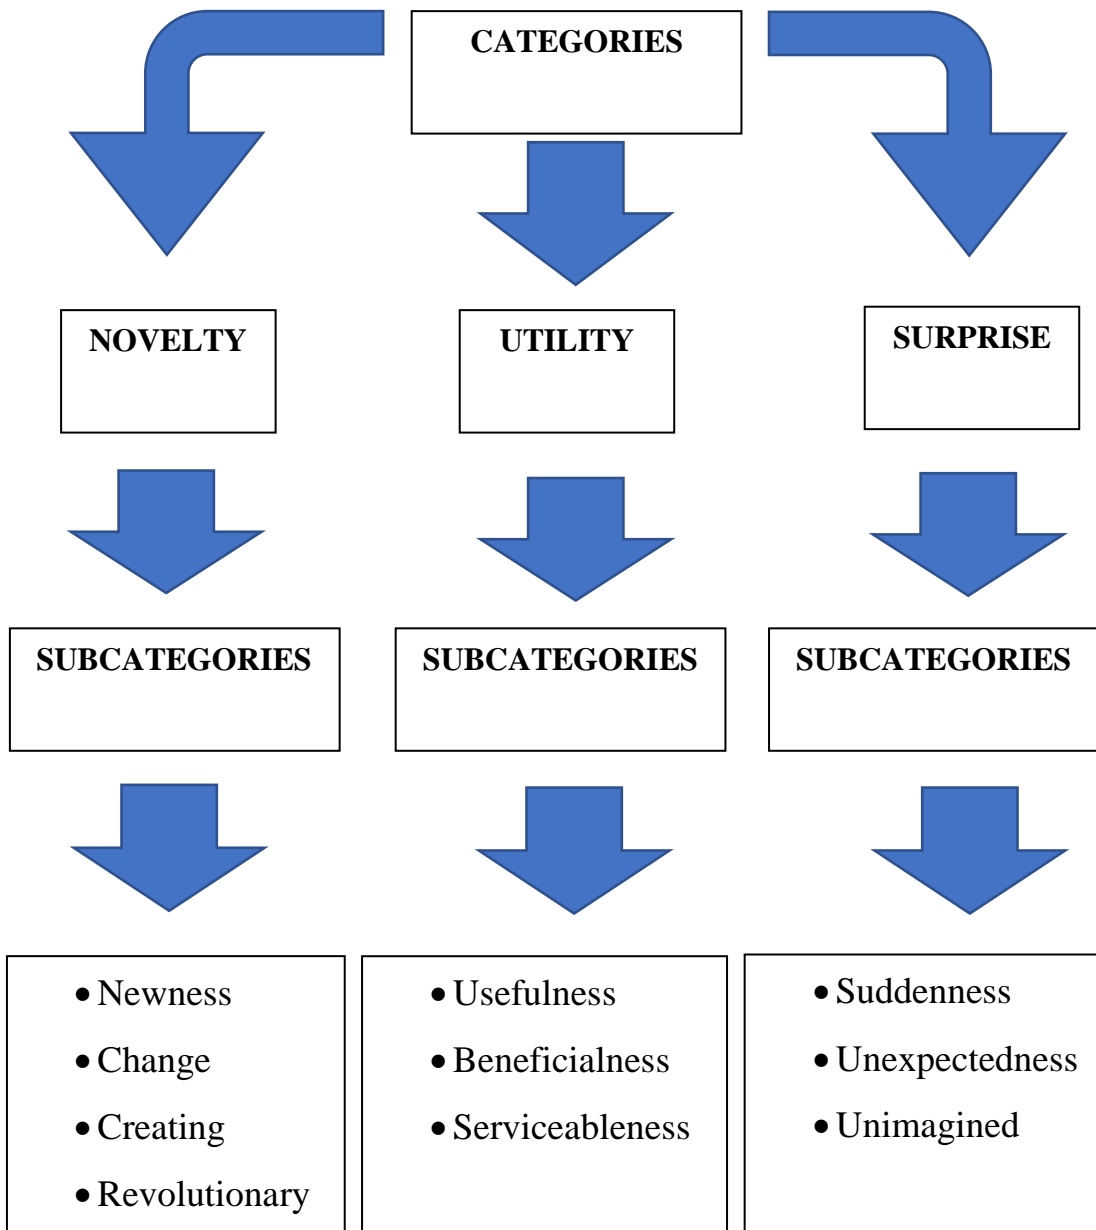 CATEGORIES
NOVELTY
UTILITY
SURPRISE
SUBCATEGORIES
SUBCATEGORIES
SUBCATEGORIES
• Newness
• Change
• Creating
• Revolutionary
• Usefulness
• Beneficialness
• Serviceableness
• Suddenness
• Unexpectedness
• Unimagined